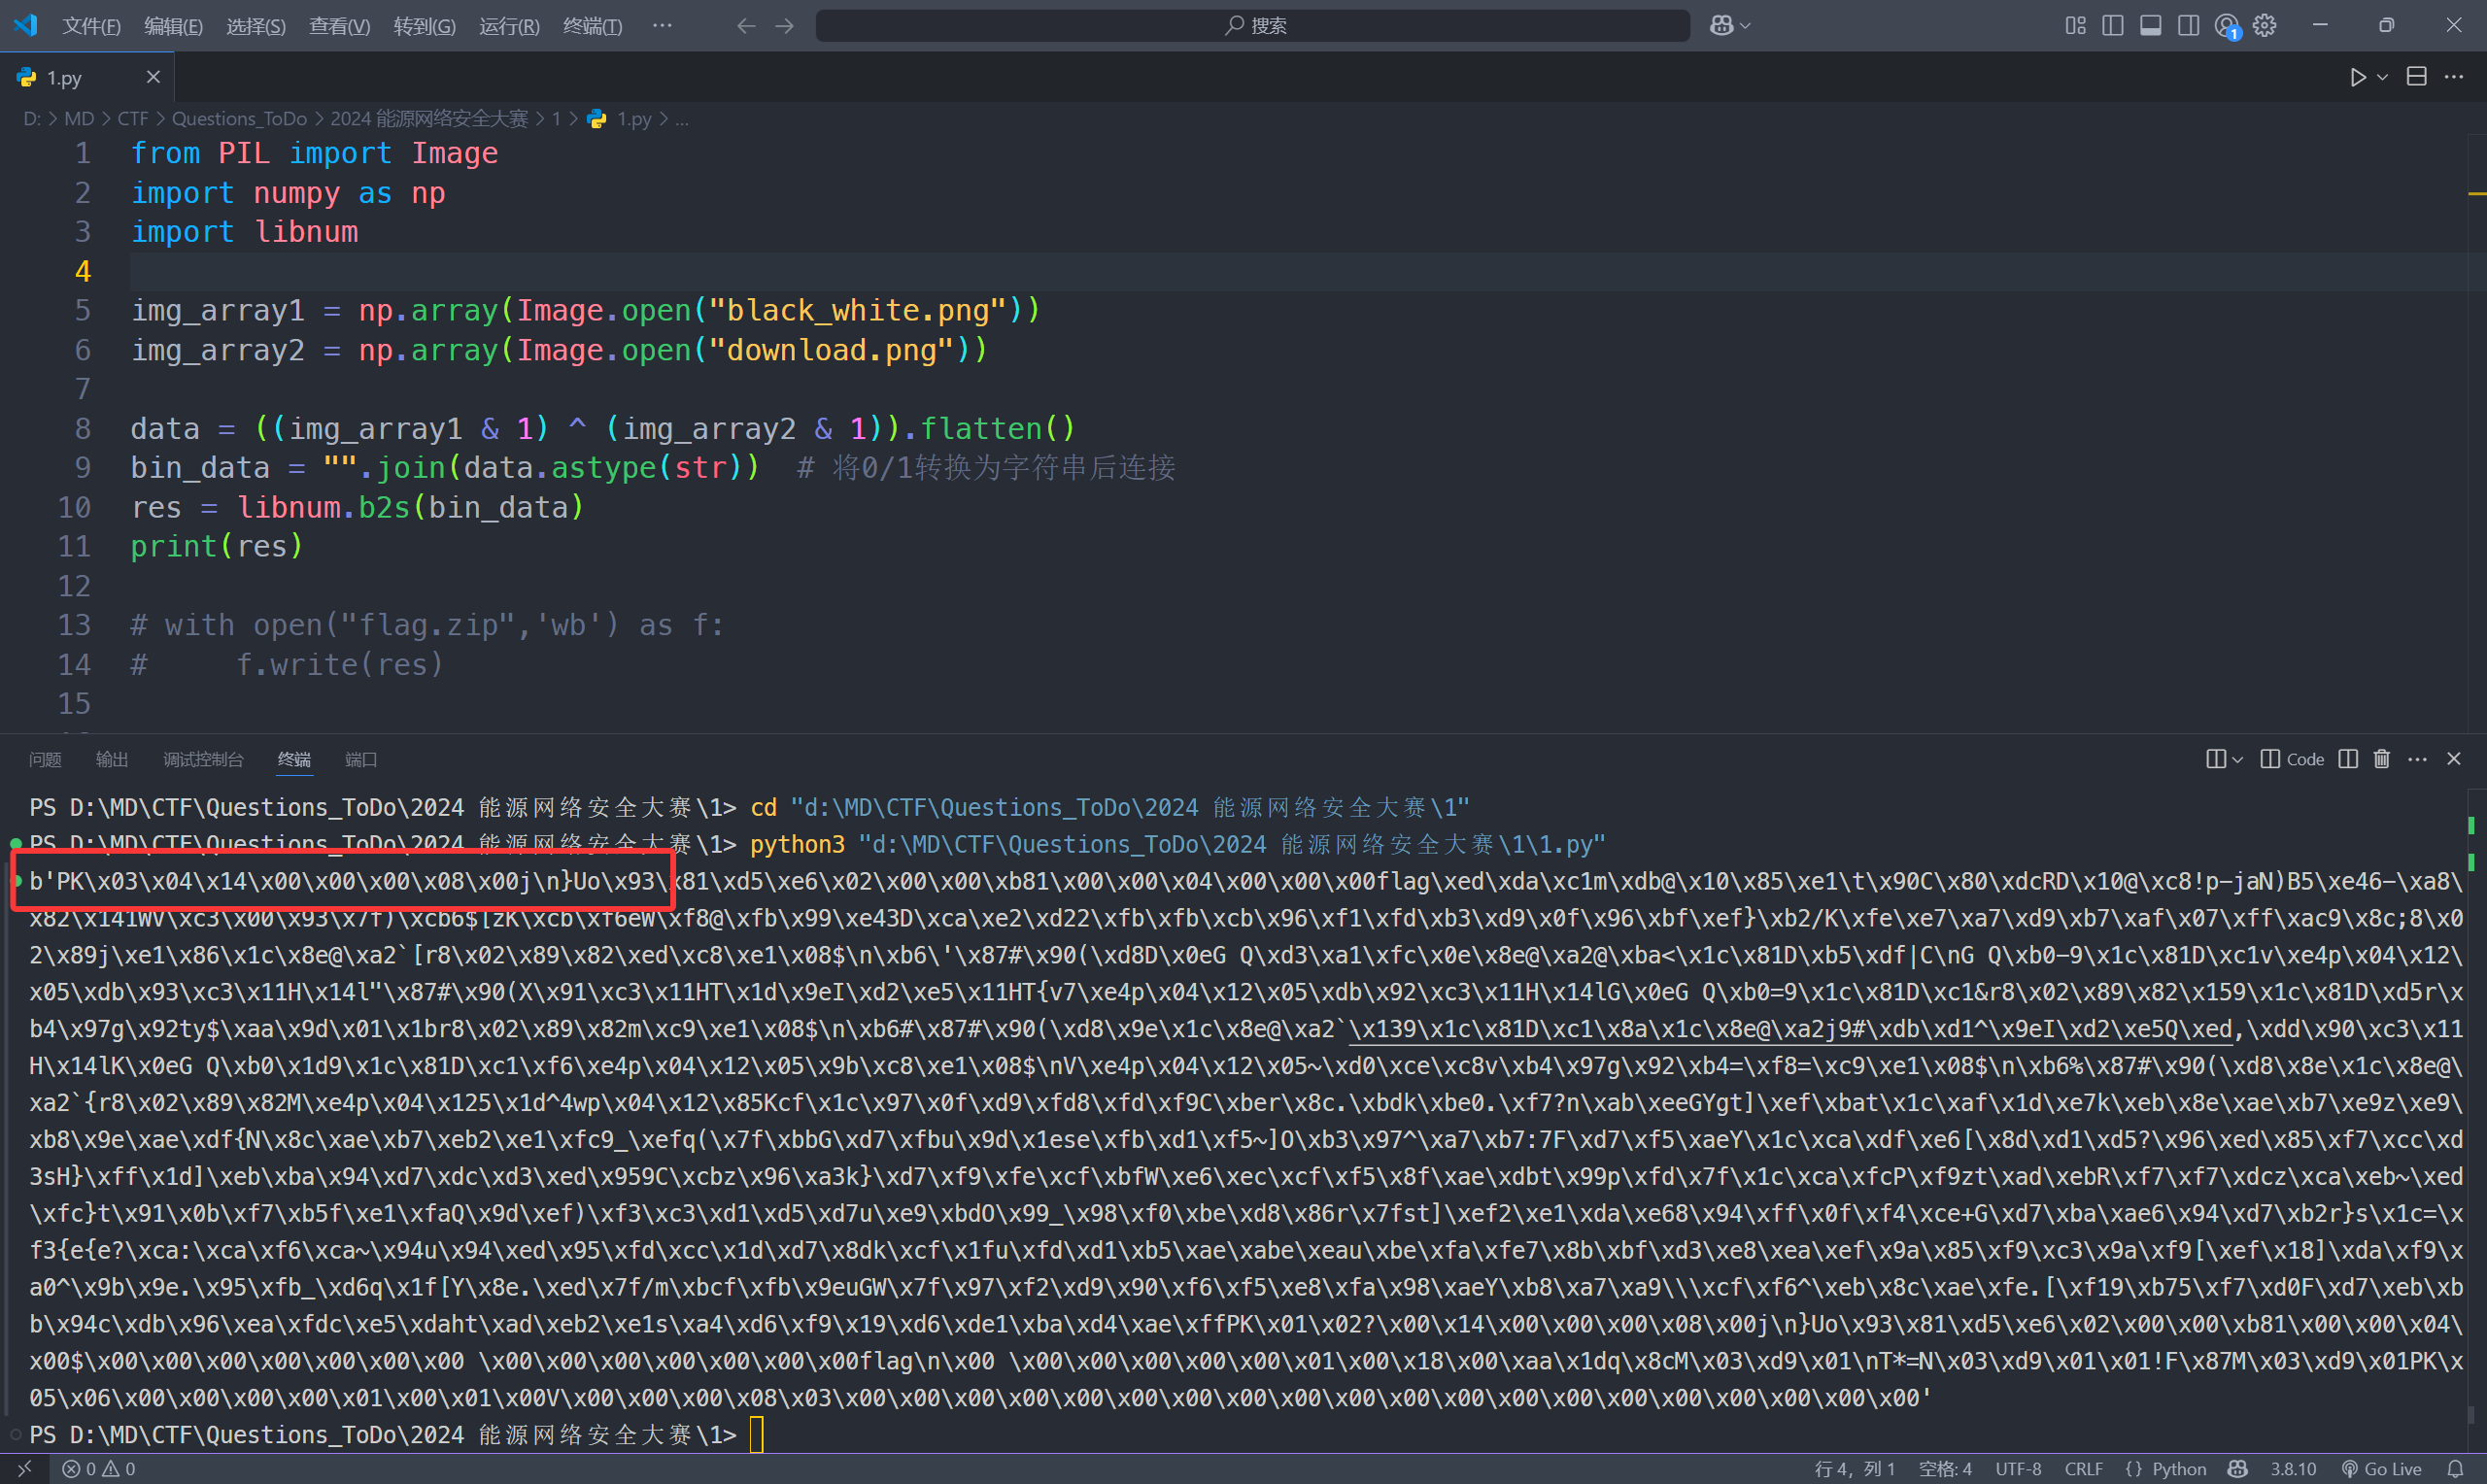 文件(F) 编辑(E) 选择(S) 查看(V) 转到(G) 运行(R) 终端(T) ··· 搜索
1.py
D: > MD > CTF > Questions_ToDo > 2024 能源网络安全大赛 > 1 > 1.py > ...
1 from PIL import Image
2 import numpy as np
3 import libnum
4
5 img_array1 = np.array(Image.open("black_white.png"))
6 img_array2 = np.array(Image.open("download.png"))
7
8 data = ((img_array1 & 1) ^ (img_array2 & 1)).flatten()
9 bin_data = "".join(data.astype(str))  # 将0/1转换为字符串后连接
10 res = libnum.b2s(bin_data)
11 print(res)
12
13 # with open("flag.zip",'wb') as f:
14 #     f.write(res)
15
问题 输出 调试控制台 终端 端口 Code
PS D:\MD\CTF\Questions_ToDo\2024 能源网络安全大赛\1> cd "d:\MD\CTF\Questions_ToDo\2024 能源网络安全大赛\1"
PS D:\MD\CTF\Questions_ToDo\2024 能源网络安全大赛\1> python3 "d:\MD\CTF\Questions_ToDo\2024 能源网络安全大赛\1\1.py"
b'PK\x03\x04\x14\x00\x00\x00\x08\x00j\n}Uo\x93\x81\xd5\xe6\x02\x00\x00\xb81\x00\x00\x04\x00\x00\x00flag\xed\xda\xc1m\xdb@\x10\x85\xe1\t\x90C\x80\xdcRD\x10@\xc8!p-jaN)B5\xe46-\xa8\
x82\x141WV\xc3\x00\x93\x7f)\xcb6$[zK\xcb\xf6eW\xf8@\xfb\x99\xe43D\xca\xe2\xd22\xfb\xfb\xcb\x96\xf1\xfd\xb3\xd9\x0f\x96\xbf\xef}\xb2/K\xfe\xe7\xa7\xd9\xb7\xaf\x07\xff\xac9\x8c;8\x0
2\x89j\xe1\x86\x1c\x8e@\xa2`[r8\x02\x89\x82\xed\xc8\xe1\x08$\n\xb6\'\x87#\x90(\xd8D\x0eG Q\xd3\xa1\xfc\x0e\x8e@\xa2@\xba<\x1c\x81D\xb5\xdf|C\nG Q\xb0-9\x1c\x81D\xc1v\xe4p\x04\x12\
x05\xdb\x93\xc3\x11H\x14l"\x87#\x90(X\x91\xc3\x11HT\x1d\x9eI\xd2\xe5\x11HT{v7\xe4p\x04\x12\x05\xdb\x92\xc3\x11H\x14lG\x0eG Q\xb0=9\x1c\x81D\xc1&r8\x02\x89\x82\x159\x1c\x81D\xd5r\x
b4\x97g\x92ty$\xaa\x9d\x01\x1br8\x02\x89\x82m\xc9\xe1\x08$\n\xb6#\x87#\x90(\xd8\x9e\x1c\x8e@\xa2`\x139\x1c\x81D\xc1\x8a\x1c\x8e@\xa2j9#\xdb\xd1^\x9eI\xd2\xe5Q\xed,\xdd\x90\xc3\x11
H\x14lK\x0eG Q\xb0\x1d9\x1c\x81D\xc1\xf6\xe4p\x04\x12\x05\x9b\xc8\xe1\x08$\nV\xe4p\x04\x12\x05~\xd0\xce\xc8v\xb4\x97g\x92\xb4=\xf8=\xc9\xe1\x08$\n\xb6%\x87#\x90(\xd8\x8e\x1c\x8e@\
xa2`{r8\x02\x89\x82M\xe4p\x04\x125\x1d^4wp\x04\x12\x85Kcf\x1c\x97\x0f\xd9\xfd8\xfd\xf9C\xber\x8c.\xbdk\xbe0.\xf7?n\xab\xeeGYgt]\xef\xbat\x1c\xaf\x1d\xe7k\xeb\x8e\xae\xb7\xe9z\xe9\
xb8\x9e\xae\xdf{N\x8c\xae\xb7\xeb2\xe1\xfc9_\xefq(\x7f\xbbG\xd7\xfbu\x9d\x1ese\xfb\xd1\xf5~]O\xb3\x97^\xa7\xb7:7F\xd7\xf5\xaeY\x1c\xca\xdf\xe6[\x8d\xd1\xd5?\x96\xed\x85\xf7\xcc\xd
3sH}\xff\x1d]\xeb\xba\x94\xd7\xdc\xd3\xed\x959C\xcbz\x96\xa3k}\xd7\xf9\xfe\xcf\xbfW\xe6\xec\xcf\xf5\x8f\xae\xdbt\x99p\xfd\x7f\x1c\xca\xfcP\xf9zt\xad\xebR\xf7\xf7\xdcz\xca\xeb~\xed
\xfc}t\x91\x0b\xf7\xb5f\xe1\xfaQ\x9d\xef)\xf3\xc3\xd1\xd5\xd7u\xe9\xbdO\x99_\x98\xf0\xbe\xd8\x86r\x7fst]\xef2\xe1\xda\xe68\x94\xff\x0f\xf4\xce+G\xd7\xba\xae6\x94\xd7\xb2r}s\x1c=\x
f3{e{e?\xca:\xca\xf6\xca~\x94u\x94\xed\x95\xfd\xcc\x1d\xd7\x8dk\xcf\x1fu\xfd\xd1\xb5\xae\xabe\xeau\xbe\xfa\xfe7\x8b\xbf\xd3\xe8\xea\xef\x9a\x85\xf9\xc3\x9a\xf9[\xef\x18]\xda\xf9\x
a0^\x9b\x9e.\x95\xfb_\xd6q\x1f[Y\x8e.\xed\x7f/m\xbcf\xfb\x9euGW\x7f\x97\xf2\xd9\x90\xf6\xf5\xe8\xfa\x98\xaeY\xb8\xa7\xa9\\\xcf\xf6^\xeb\x8c\xae\xfe.[\xf19\xb75\xf7\xd0F\xd7\xeb\xb
b\x94c\xdb\x96\xea\xfdc\xe5\xdaht\xad\xeb2\xe1s\xa4\xd6\xf9\x19\xd6\xde1\xba\xd4\xae\xffPK\x01\x02?\x00\x14\x00\x00\x00\x08\x00j\n}Uo\x93\x81\xd5\xe6\x02\x00\x00\xb81\x00\x00\x04\
x00$\x00\x00\x00\x00\x00\x00\x00 \x00\x00\x00\x00\x00\x00\x00flag\n\x00 \x00\x00\x00\x00\x00\x01\x00\x18\x00\xaa\x1dq\x8cM\x03\xd9\x01\nT*=N\x03\xd9\x01\x01!F\x87M\x03\xd9\x01PK\x
05\x06\x00\x00\x00\x00\x01\x00\x01\x00V\x00\x00\x00\x08\x03\x00\x00\x00\x00\x00\x00\x00\x00\x00\x00\x00\x00\x00\x00\x00\x00\x00\x00\x00\x00'
PS D:\MD\CTF\Questions_ToDo\2024 能源网络安全大赛\1>
0 0 行 4, 列 1 空格: 4 UTF-8 CRLF {} Python 3.8.10 Go Live